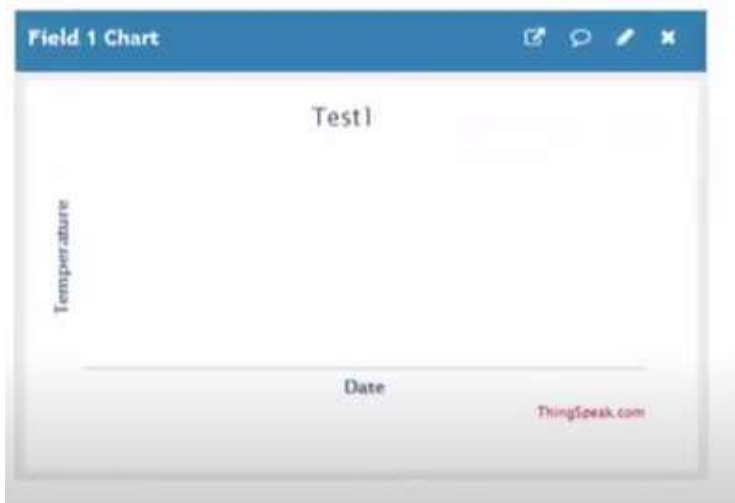 Field 1 Chart
Test1
Temperature
Date
ThingSpeak.com